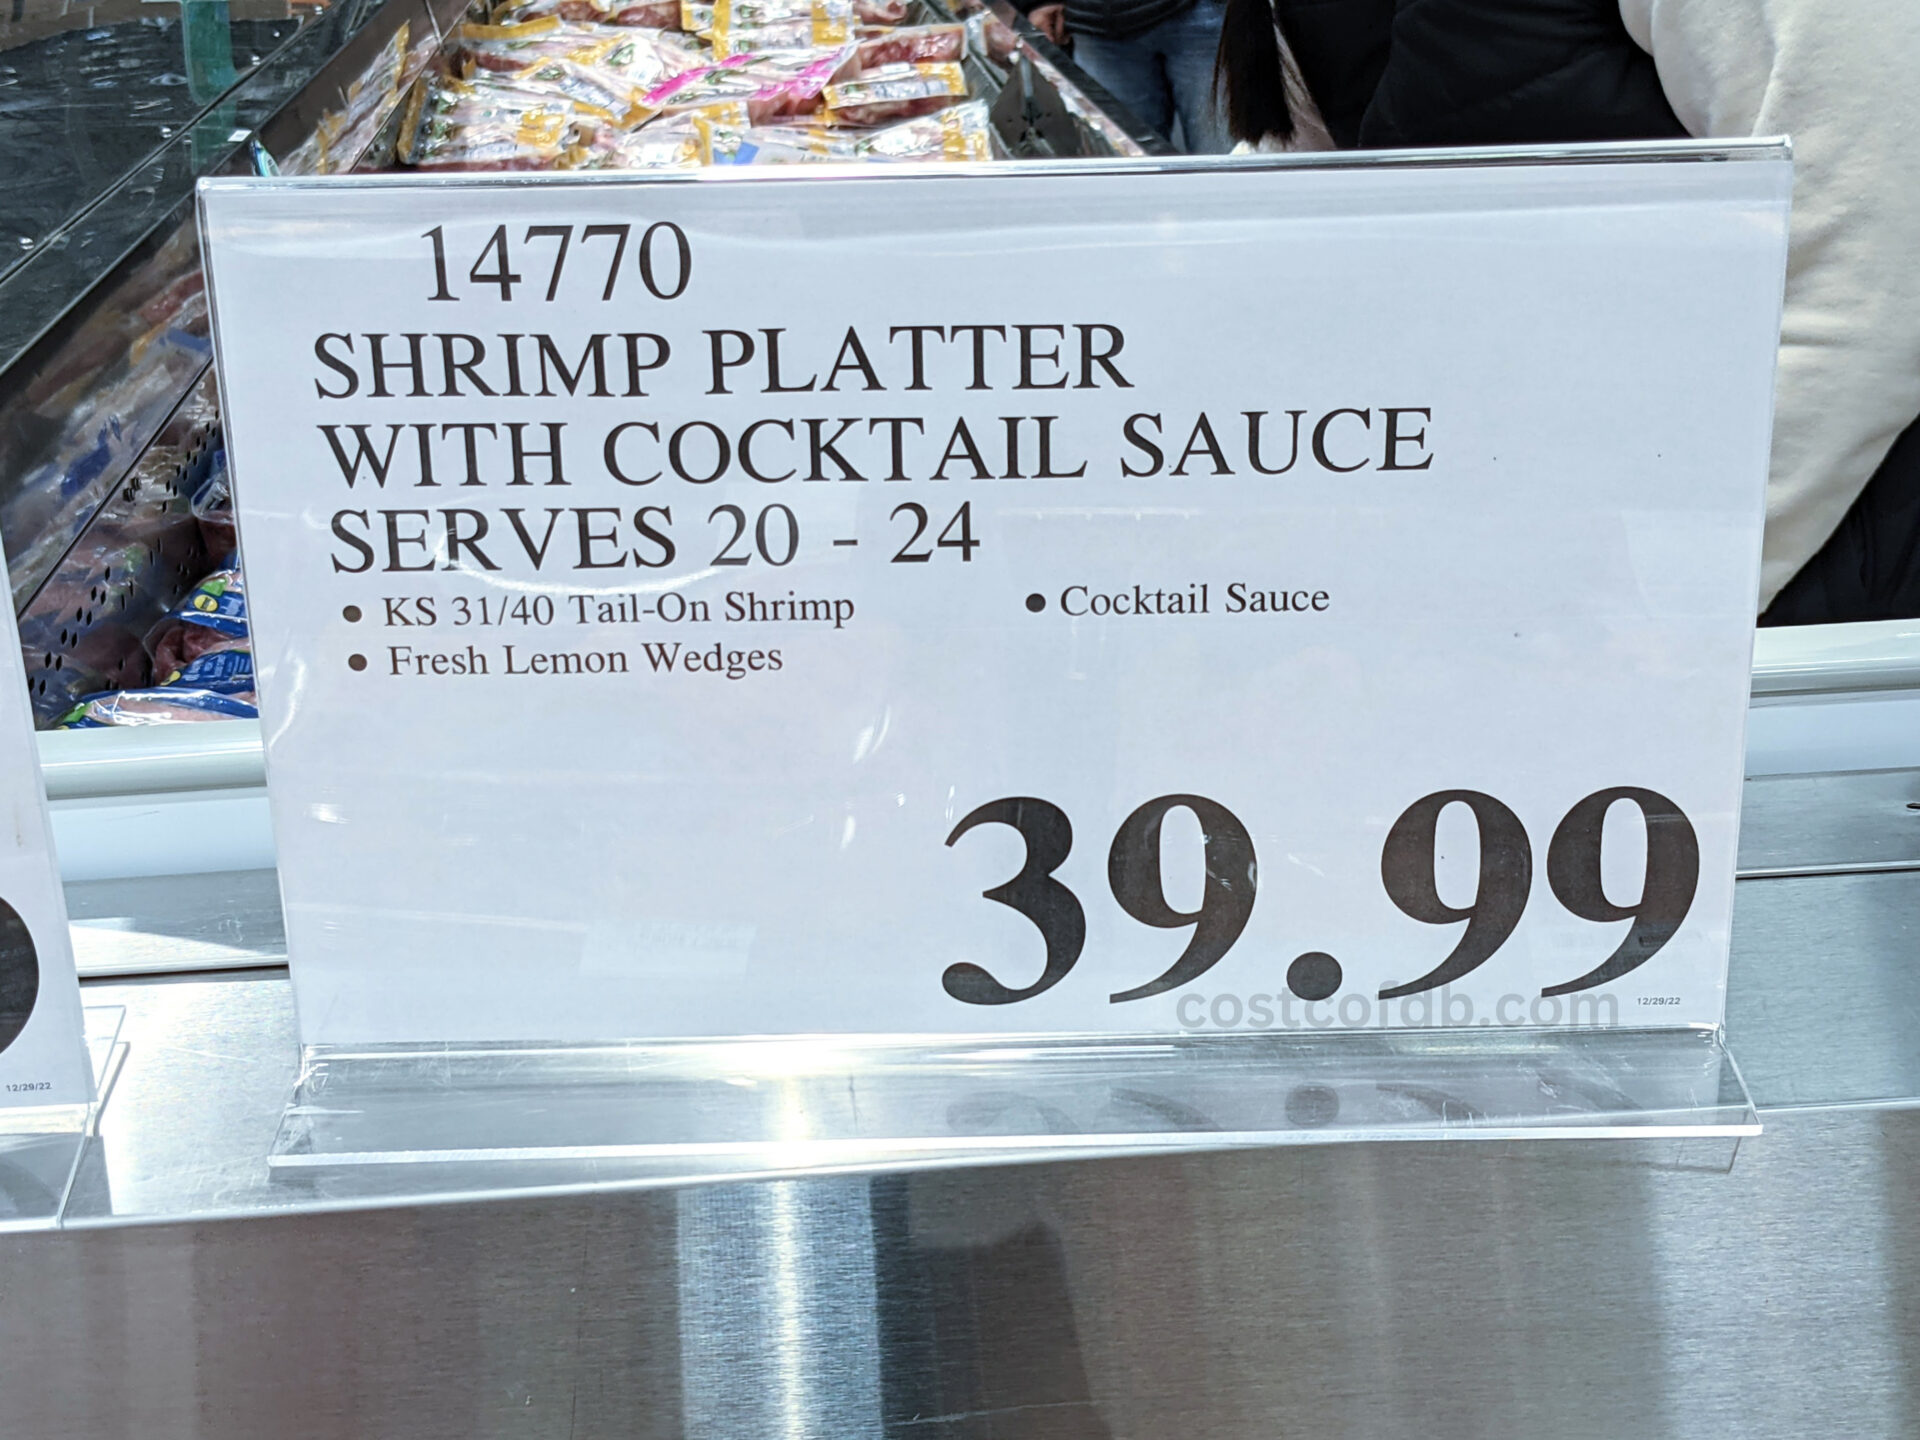 14770
SHRIMP PLATTER
WITH COCKTAIL SAUCE
SERVES 20 - 24
• KS 31/40 Tail-On Shrimp
• Cocktail Sauce
• Fresh Lemon Wedges
39.99
costcofdb.com
12/29/22
12/29/22